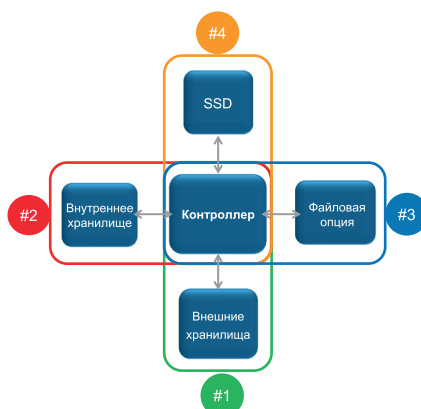 #4
SSD
#2
Внутреннее
хранилище
Контроллер
Файловая
опция
#3
Внешние
хранилища
#1